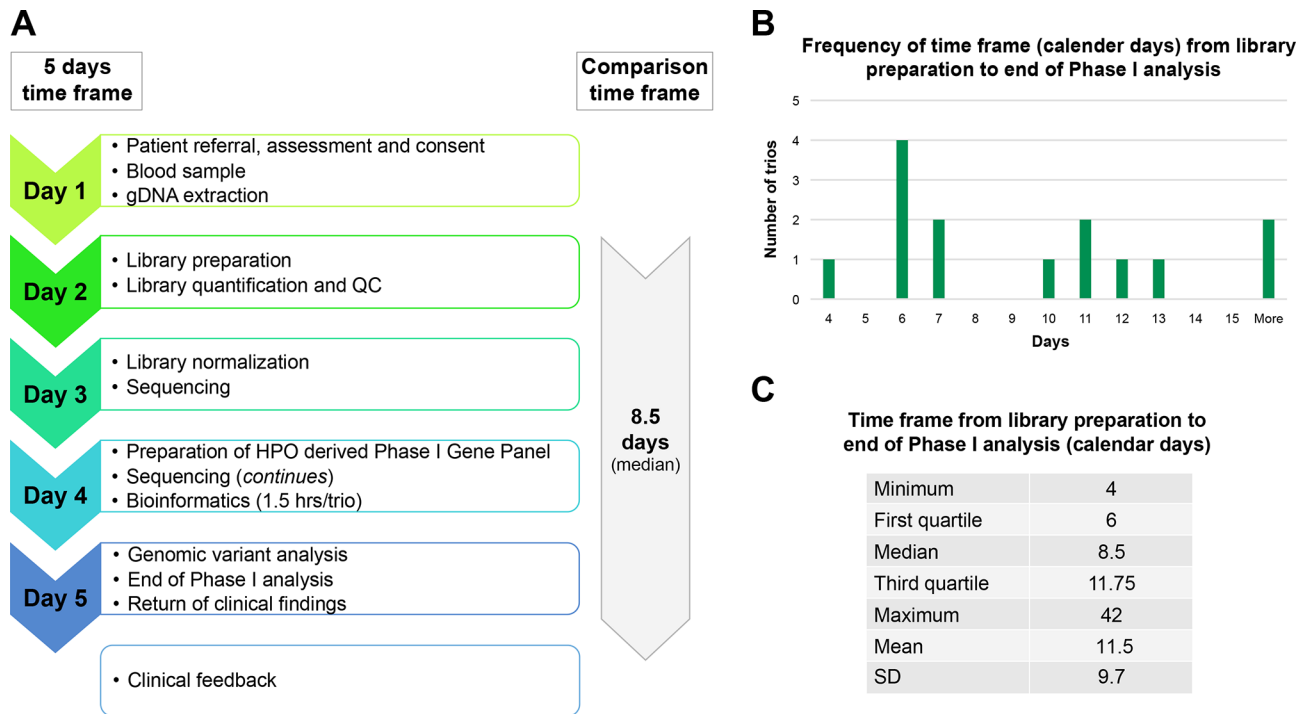 A
5 days
time frame
Comparison
time frame
Day 1
• Patient referral, assessment and consent
• Blood sample
• gDNA extraction
Day 2
• Library preparation
• Library quantification and QC
Day 3
• Library normalization
• Sequencing
Day 4
• Preparation of HPO derived Phase I Gene Panel
• Sequencing (continues)
• Bioinformatics (1.5 hrs/trio)
Day 5
• Genomic variant analysis
• End of Phase I analysis
• Return of clinical findings
• Clinical feedback
8.5
days
(median)
B
Frequency of time frame (calender days) from library
preparation to end of Phase I analysis
Number of trios
5
4
3
2
1
0
4 5 6 7 8 9 10 11 12 13 14 15 More
Days
C
Time frame from library preparation to
end of Phase I analysis (calendar days)
Minimum 4
First quartile 6
Median 8.5
Third quartile 11.75
Maximum 42
Mean 11.5
SD 9.7